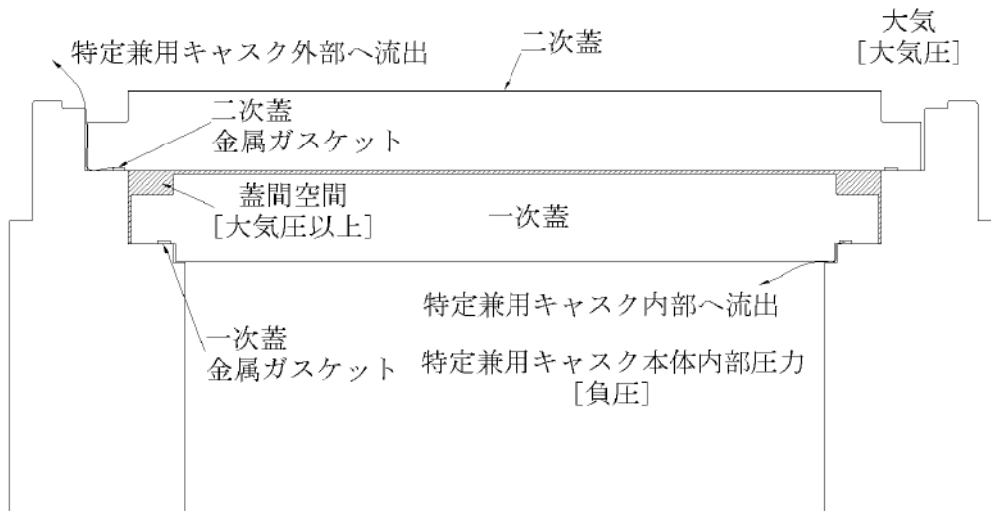 特定兼用キャスク外部へ流出
二次蓋
大気
[大気圧]
二次蓋
金属ガスケット
蓋間空間
[大気圧以上]
一次蓋
特定兼用キャスク内部へ流出
一次蓋
金属ガスケット
特定兼用キャスク本体内部圧力
[負圧]